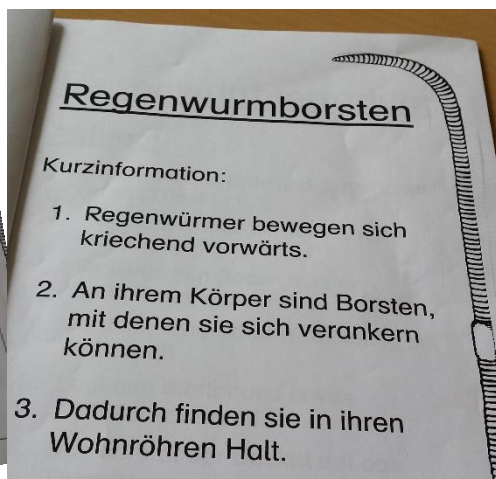 Regenwurmborsten
Kurzinformation:
1. Regenwürmer bewegen sich
kriechend vorwärts.
2. An ihrem Körper sind Borsten,
mit denen sie sich verankern
können.
3. Dadurch finden sie in ihren
Wohnröhren Halt.